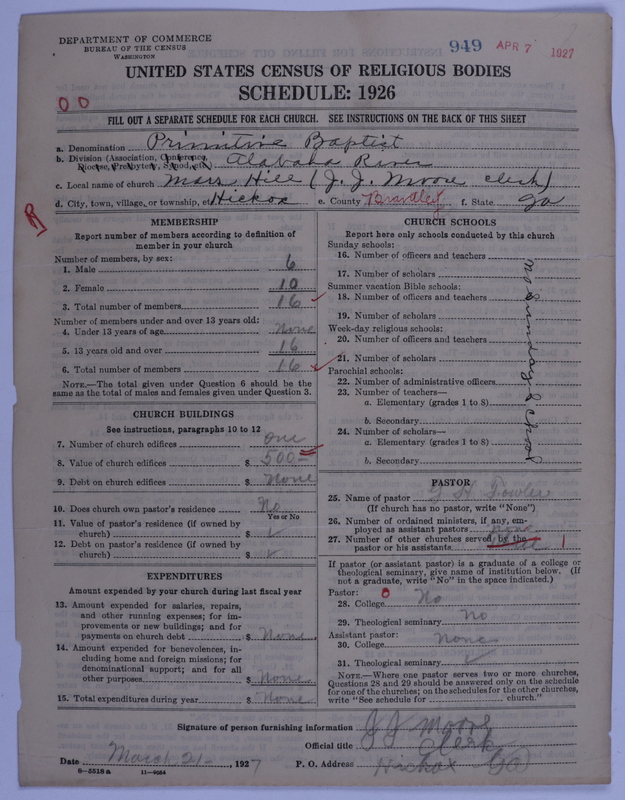 DEPARTMENT OF COMMERCE
BUREAU OF THE CENSUS
WASHINGTON
949 APR 7 1927
UNITED STATES CENSUS OF RELIGIOUS BODIES
SCHEDULE: 1926
FILL OUT A SEPARATE SCHEDULE FOR EACH CHURCH. SEE INSTRUCTIONS ON THE BACK OF THIS SHEET
a. Denomination Primitive Baptist
b. Division (Association, Conference, Diocese, Presbytery, Synod, etc.) Alabaha River
c. Local name of church Mars Hill (J. J. Moore clerk)
d. City, town, village, or township, etc. Hickox e. County Brantley f. State Ga
MEMBERSHIP
Report number of members according to definition of member in your church
Number of members, by sex:
1. Male 6
2. Female 10
3. Total number of members 16
Number of members under and over 13 years old:
4. Under 13 years of age None
5. 13 years old and over 16
6. Total number of members 16
NOTE.—The total given under Question 6 should be the same as the total of males and females given under Question 3.
CHURCH BUILDINGS
See instructions, paragraphs 10 to 12
7. Number of church edifices one
8. Value of church edifices $ 500
9. Debt on church edifices $ None
10. Does church own pastor's residence? No
Yes or No
11. Value of pastor's residence (if owned by church) $ ✓
12. Debt on pastor's residence (if owned by church) $ ✓
EXPENDITURES
Amount expended by your church during last fiscal year
13. Amount expended for salaries, repairs, and other running expenses; for improvements or new buildings; and for payments on church debt $ None
14. Amount expended for benevolences, including home and foreign missions; for denominational support; and for all other purposes $ None
15. Total expenditures during year $ None
CHURCH SCHOOLS
Report here only schools conducted by this church
Sunday schools:
16. Number of officers and teachers
17. Number of scholars
Summer vacation Bible schools:
18. Number of officers and teachers
19. Number of scholars
Week-day religious schools:
20. Number of officers and teachers
21. Number of scholars
Parochial schools:
22. Number of administrative officers
23. Number of teachers—
a. Elementary (grades 1 to 8)
b. Secondary
24. Number of scholars—
a. Elementary (grades 1 to 8)
b. Secondary
no Sunday School
PASTOR
25. Name of pastor Fowler
(If church has no pastor, write "None")
26. Number of ordained ministers, if any, employed as assistant pastors None
27. Number of other churches served by the pastor or his assistants 1
If pastor (or assistant pastor) is a graduate of a college or theological seminary, give name of institution below. (If not a graduate, write "No" in the space indicated.)
Pastor:
28. College No
29. Theological seminary No
Assistant pastor:
30. College None
31. Theological seminary ✓
NOTE.—Where one pastor serves two or more churches, Questions 28 and 29 should be answered only on the schedule for one of the churches; on the schedules for the other churches, write "See schedule for church."
Signature of person furnishing information J J Moore
Official title Clerk
Date March 21-, 1927 P. O. Address Hickox Ga
8-5518a 11-9054